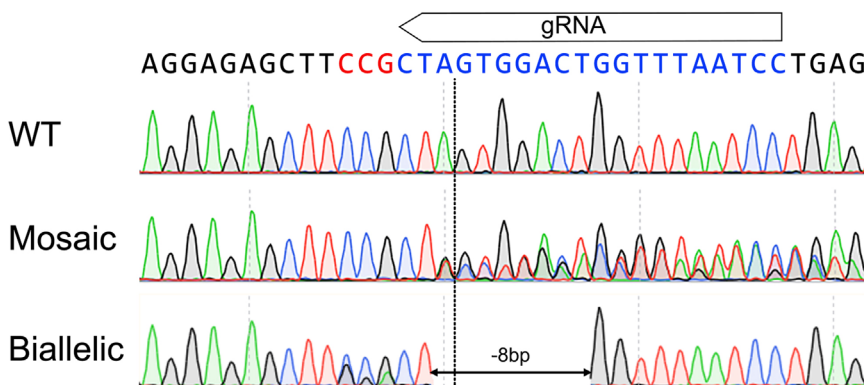 gRNA
AGGAGAGCTTCCGCTAGTGGACTGGTTTAATCCTGAG
WT
Mosaic
Biallelic
-8bp